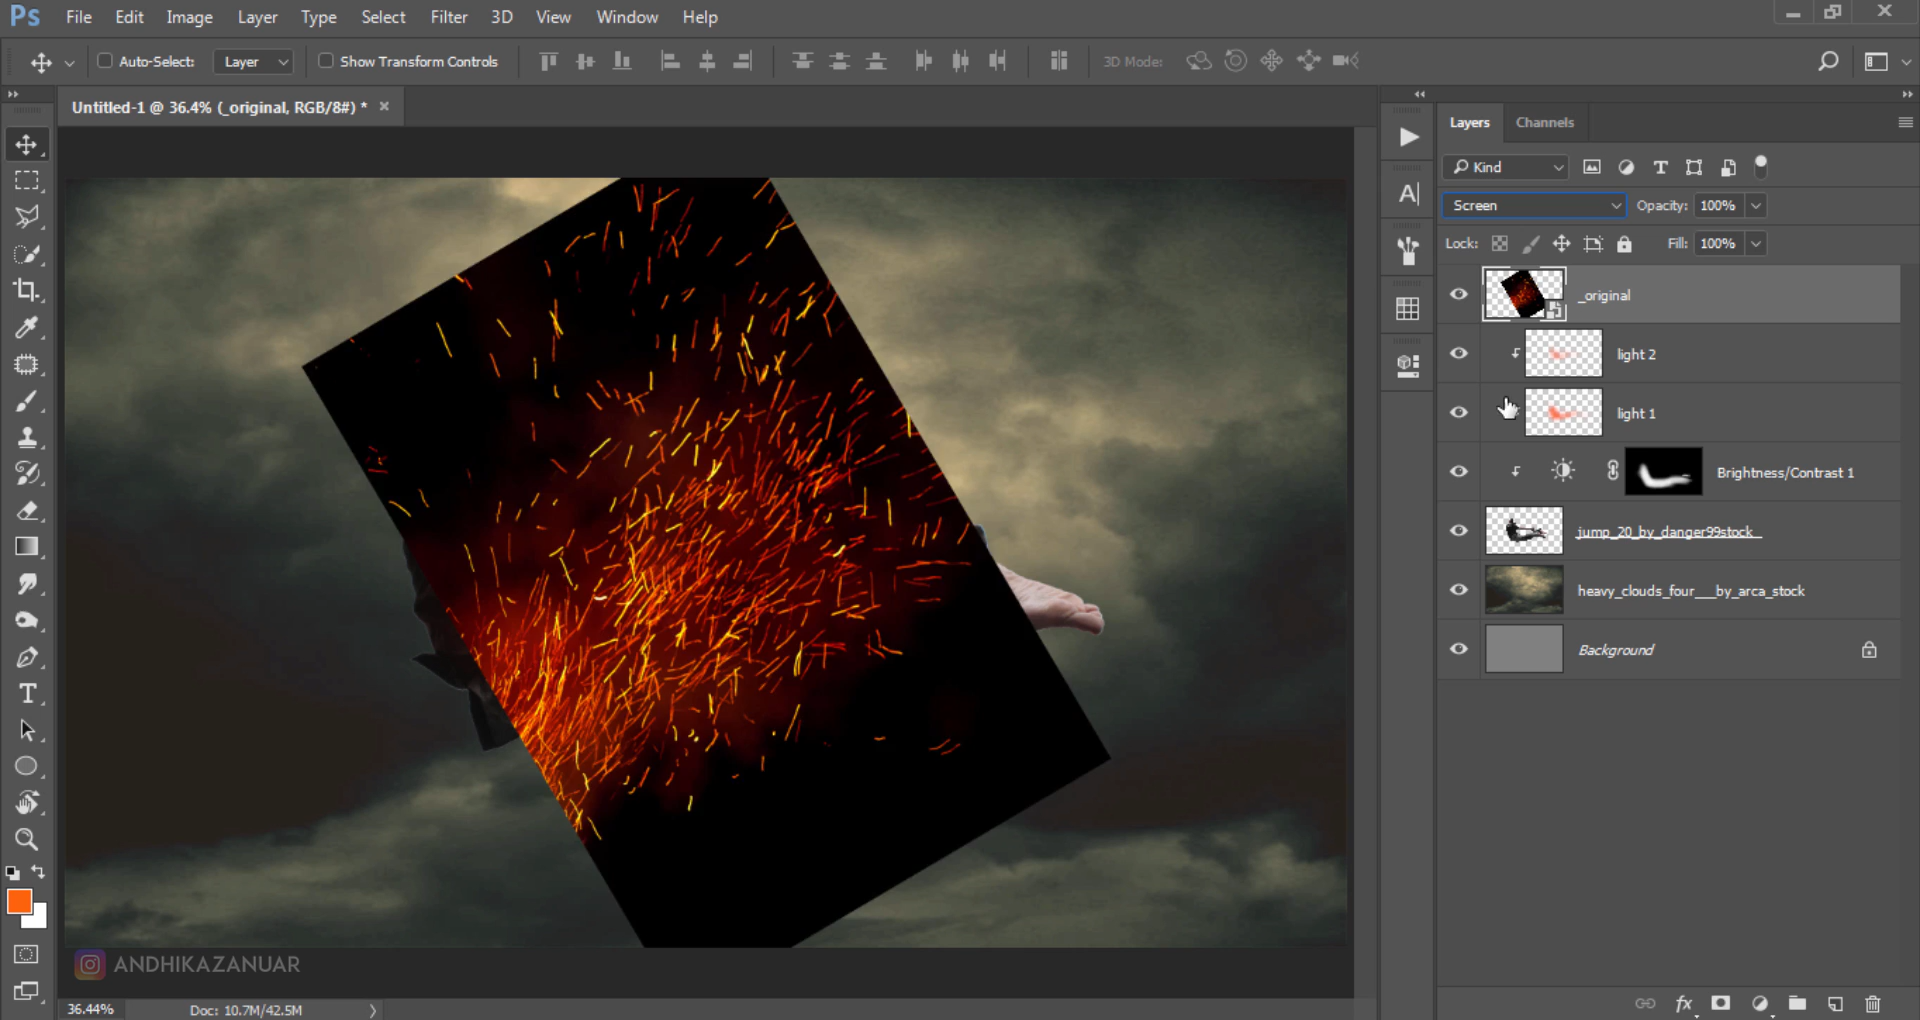 Ps File Edit Image Layer Type Select Filter 3D View Window Help
Auto-Select: Layer Show Transform Controls 3D Mode:
Untitled-1 @ 36.4% (_original, RGB/8#) *
Layers Channels
Kind
Screen Opacity: 100%
Lock: Fill: 100%
_original
light 2
light 1
Brightness/Contrast 1
jump_20_by_danger99stock_
heavy_clouds_four___by_arca_stock
Background
ANDHIKAZANUAR
36.44% Doc: 10.7M/42.5M
fx